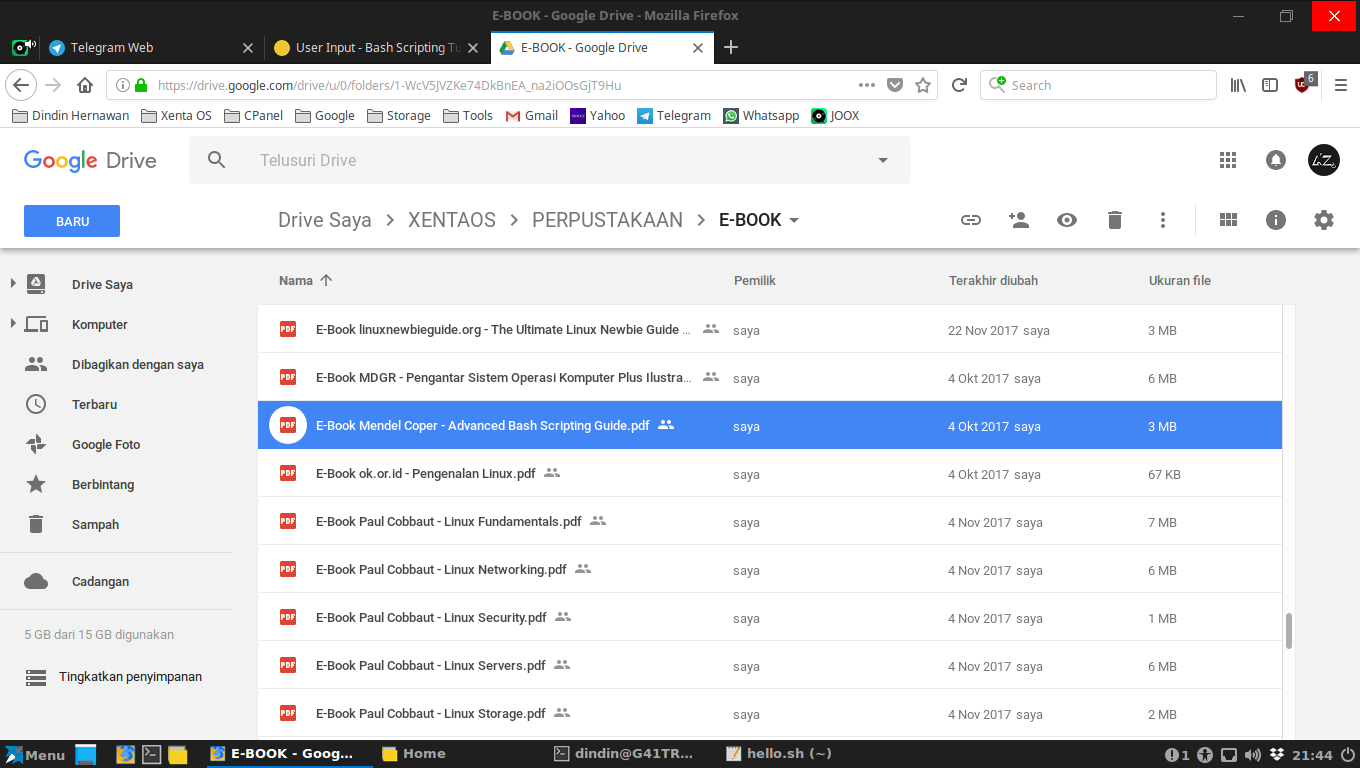 E-BOOK - Google Drive - Mozilla Firefox
Telegram Web
User Input - Bash Scripting Tu
E-BOOK - Google Drive
https://drive.google.com/drive/u/0/folders/1-WcV5JVZKe74DkBnEA_na2iOOsGjT9Hu
Search
6
Dindin Hernawan Xenta OS CPanel Google Storage Tools Gmail Yahoo Telegram Whatsapp JOOX
Google Drive
Telusuri Drive
BARU
Drive Saya > XENTAOS > PERPUSTAKAAN > E-BOOK
Nama Pemilik Terakhir diubah Ukuran file
Drive Saya
Komputer
Dibagikan dengan saya
Terbaru
Google Foto
Berbintang
Sampah
Cadangan
5 GB dari 15 GB digunakan
Tingkatkan penyimpanan
PDF E-Book linuxnewbieguide.org - The Ultimate Linux Newbie Guide ... saya 22 Nov 2017 saya 3 MB
PDF E-Book MDGR - Pengantar Sistem Operasi Komputer Plus Ilustra... saya 4 Okt 2017 saya 6 MB
PDF E-Book Mendel Coper - Advanced Bash Scripting Guide.pdf saya 4 Okt 2017 saya 3 MB
PDF E-Book ok.or.id - Pengenalan Linux.pdf saya 4 Okt 2017 saya 67 KB
PDF E-Book Paul Cobbaut - Linux Fundamentals.pdf saya 4 Nov 2017 saya 7 MB
PDF E-Book Paul Cobbaut - Linux Networking.pdf saya 4 Nov 2017 saya 6 MB
PDF E-Book Paul Cobbaut - Linux Security.pdf saya 4 Nov 2017 saya 1 MB
PDF E-Book Paul Cobbaut - Linux Servers.pdf saya 4 Nov 2017 saya 6 MB
PDF E-Book Paul Cobbaut - Linux Storage.pdf saya 4 Nov 2017 saya 2 MB
Menu E-BOOK - Goog... Home dindin@G41TR... hello.sh (~) 1 21:44